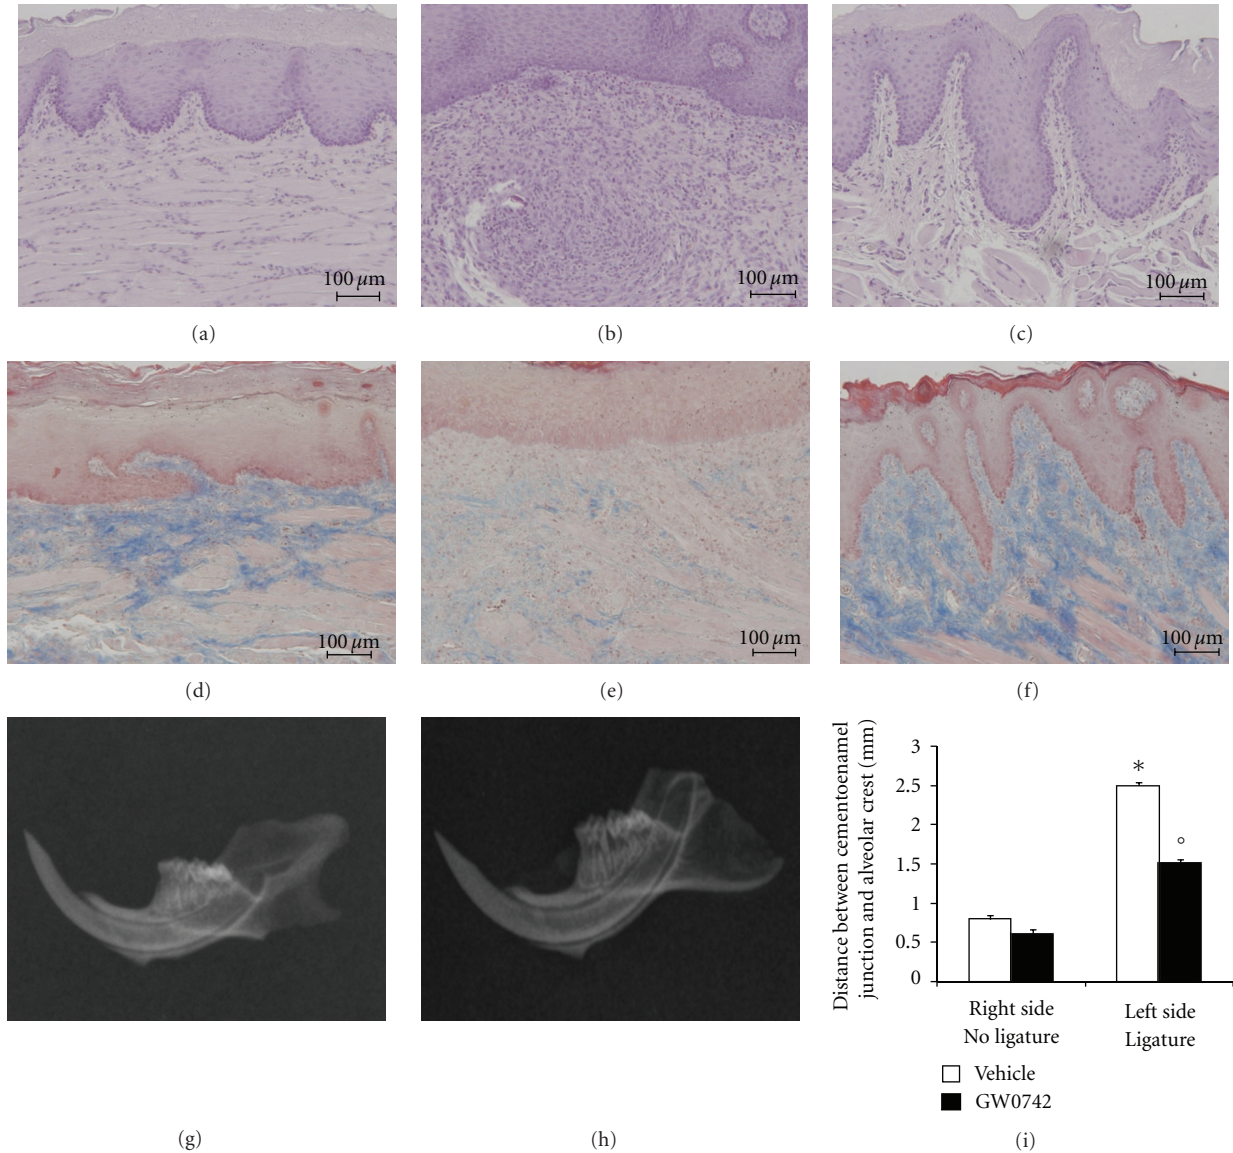 100 μm
100 μm
100 μm
(a)
(b)
(c)
100 μm
100 μm
100 μm
(d)
(e)
(f)
Distance between cementoenamel
junction and alveolar crest (mm)
3
2.5
2
1.5
1
0.5
0
*
°
Right side
No ligature
Left side
Ligature
Vehicle
GW0742
(g)
(h)
(i)